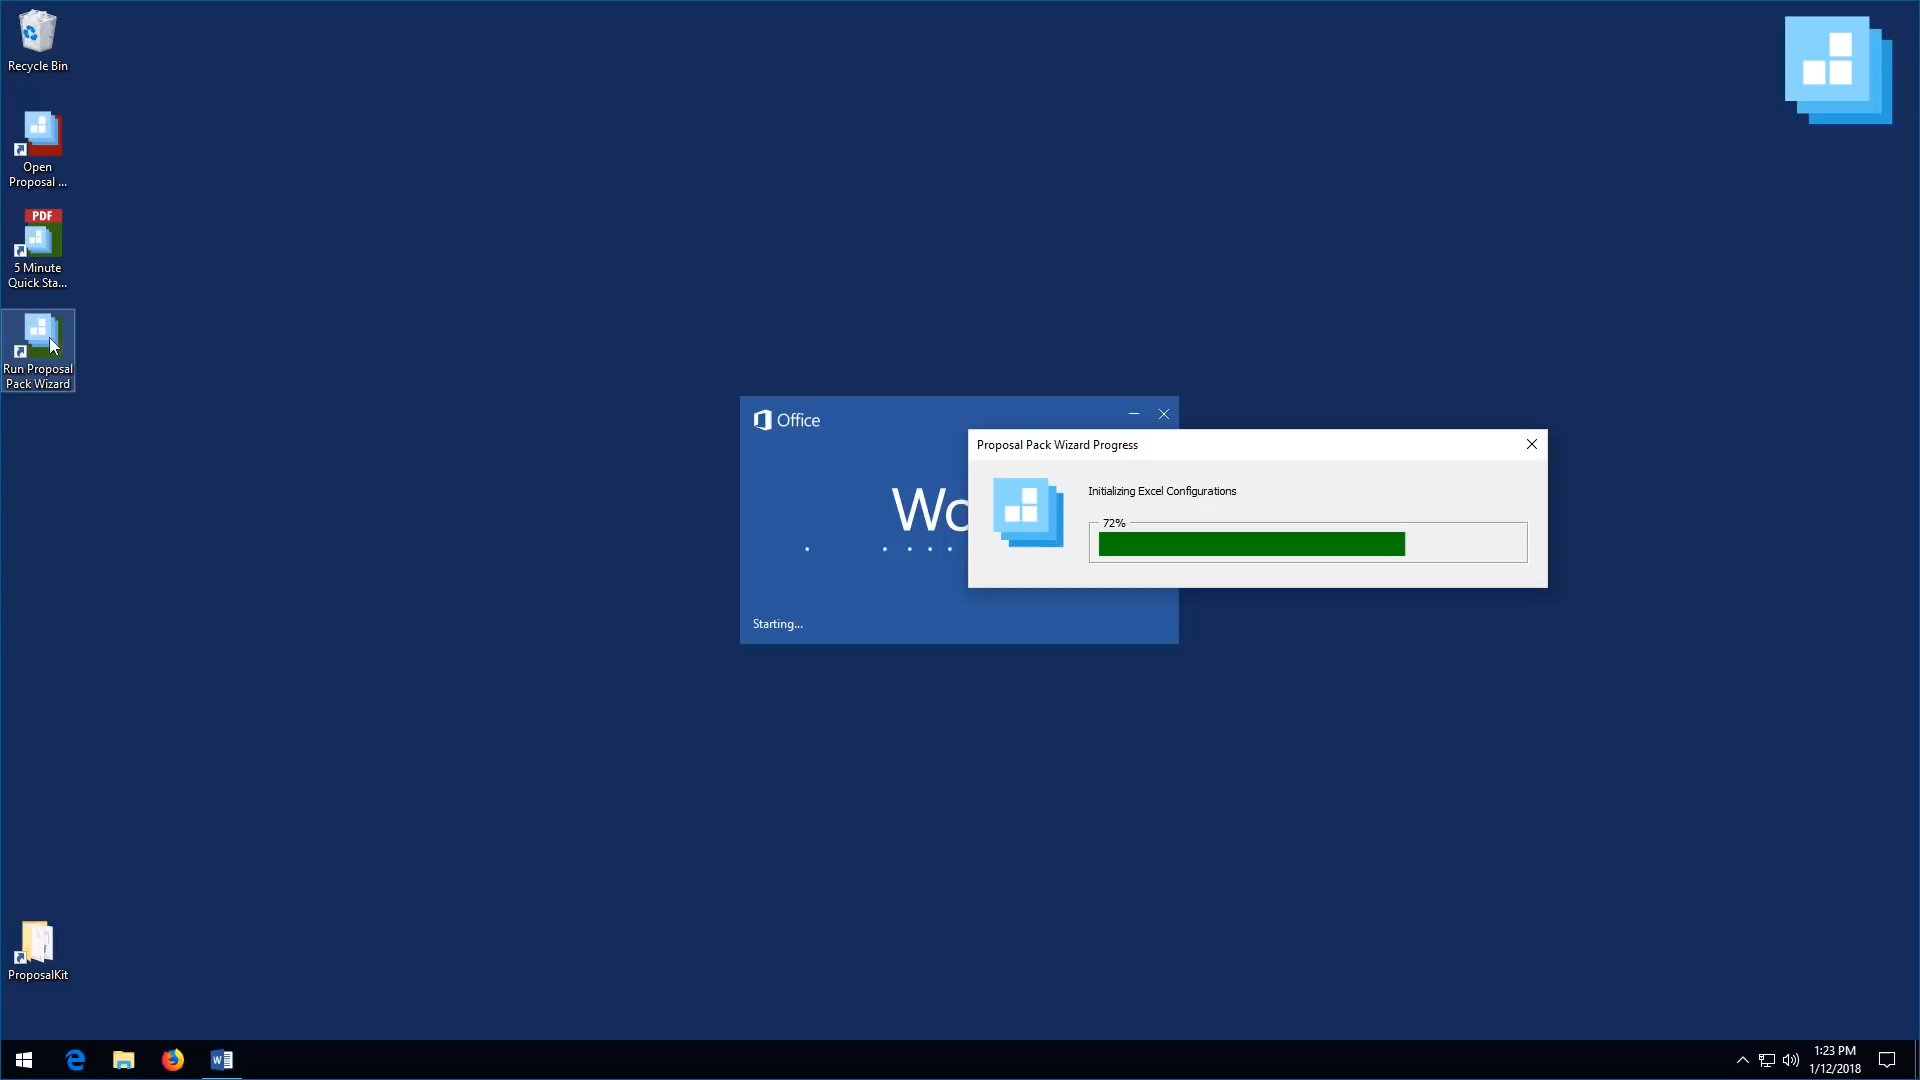 Recycle Bin
Open
Proposal ...
PDF
5 Minute
Quick Sta...
Run Proposal
Pack Wizard
Office
Starting...
Proposal Pack Wizard Progress
Initializing Excel Configurations
72%
ProposalKit
1:23 PM
1/12/2018